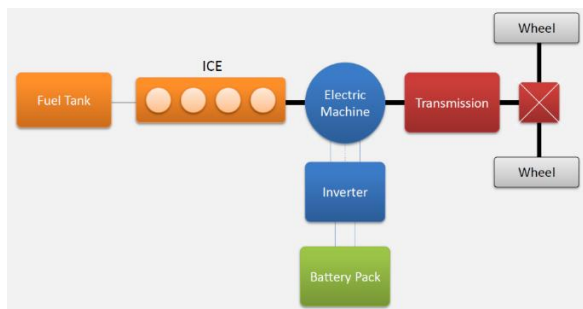 Wheel
ICE
Fuel Tank
Electric
Machine
Transmission
Wheel
Inverter
Battery Pack